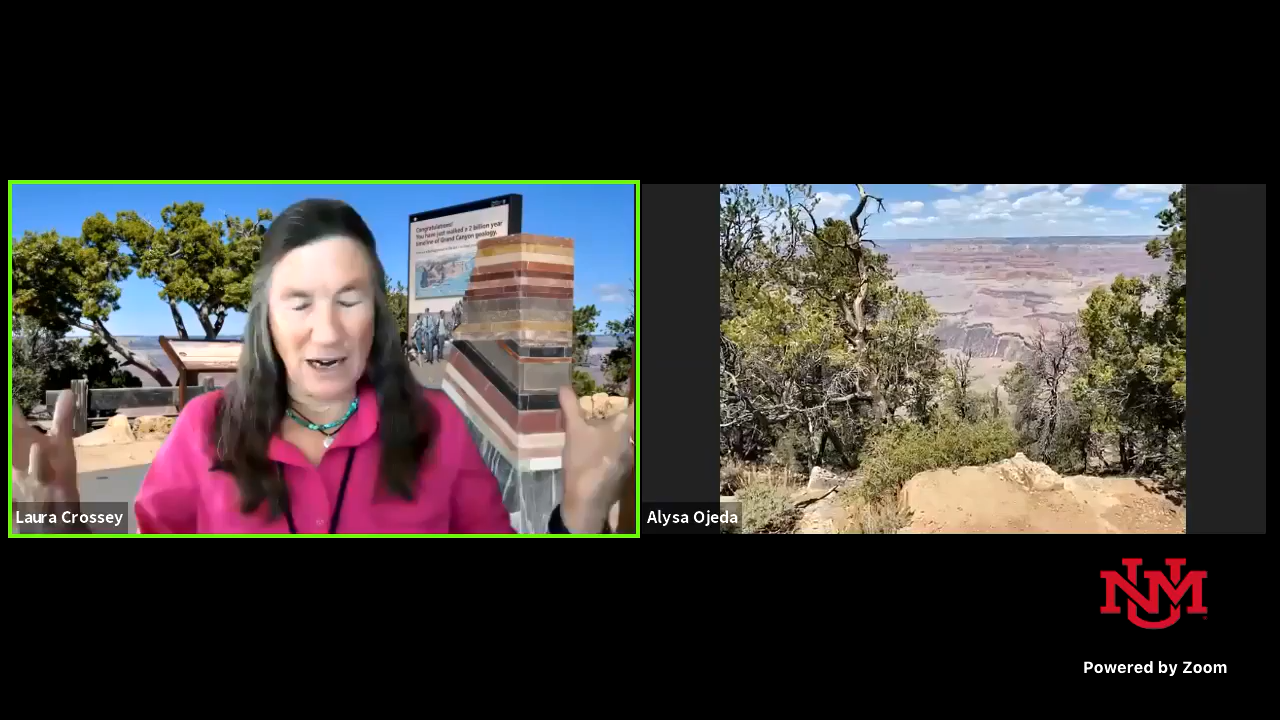 Congratulations!
You have just walked a 2 billion year
timeline of Grand Canyon geology.
Laura Crossey
Alysa Ojeda
UNM
Powered by Zoom